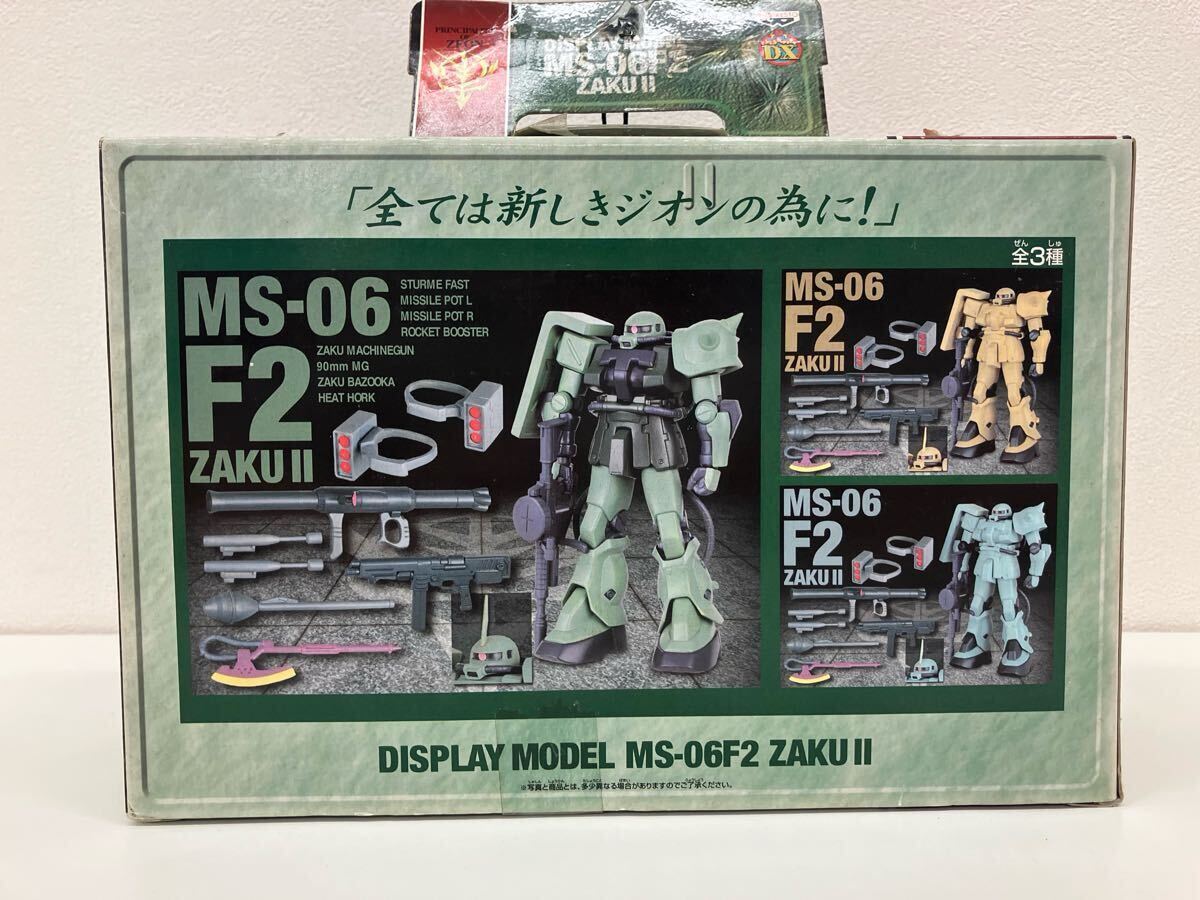 PRINCIPALITY
OF
ZEON
DISPLAY MODEL
MS-06F2
ZAKU II
DX
「全ては新しきジオンの為に!」
ぜん しゅ
全3種
MS-06
F2
ZAKU II
STURME FAST
MISSILE POT L
MISSILE POT R
ROCKET BOOSTER
ZAKU MACHINEGUN
90mm MG
ZAKU BAZOOKA
HEAT HORK
MS-06
F2
ZAKU II
MS-06
F2
ZAKU II
DISPLAY MODEL MS-06F2 ZAKU II
※写真と商品とは、多少異なる場合がありますのでご了承ください。